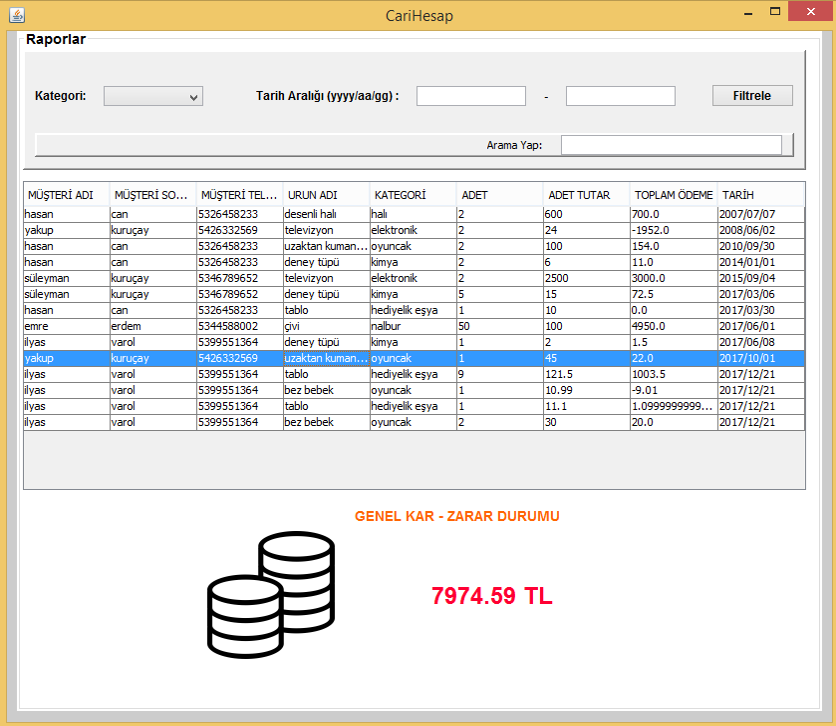 CariHesap
Raporlar
Kategori: Tarih Aralığı (yyyy/aa/gg) : - Filtrele
Arama Yap:
MÜŞTERİ ADI MÜŞTERİ SO... MÜŞTERİ TEL... URUN ADI KATEGORİ ADET ADET TUTAR TOPLAM ÖDEME TARİH
hasan can 5326458233 desenli halı halı 2 600 700.0 2007/07/07
yakup kuruçay 5426332569 televizyon elektronik 2 24 -1952.0 2008/06/02
hasan can 5326458233 uzaktan kuman... oyuncak 2 100 154.0 2010/09/30
hasan can 5326458233 deney tüpü kimya 2 6 11.0 2014/01/01
süleyman kuruçay 5346789652 televizyon elektronik 2 2500 3000.0 2015/09/04
süleyman kuruçay 5346789652 deney tüpü kimya 5 15 72.5 2017/03/06
hasan can 5326458233 tablo hediyelik eşya 1 10 0.0 2017/03/30
emre erdem 5344588002 çivi nalbur 50 100 4950.0 2017/06/01
ilyas varol 5399551364 deney tüpü kimya 1 2 1.5 2017/06/08
yakup kuruçay 5426332569 uzaktan kuman... oyuncak 1 45 22.0 2017/10/01
ilyas varol 5399551364 tablo hediyelik eşya 9 121.5 1003.5 2017/12/21
ilyas varol 5399551364 bez bebek oyuncak 1 10.99 -9.01 2017/12/21
ilyas varol 5399551364 tablo hediyelik eşya 1 11.1 1.0999999999... 2017/12/21
ilyas varol 5399551364 bez bebek oyuncak 2 30 20.0 2017/12/21
GENEL KAR - ZARAR DURUMU
7974.59 TL